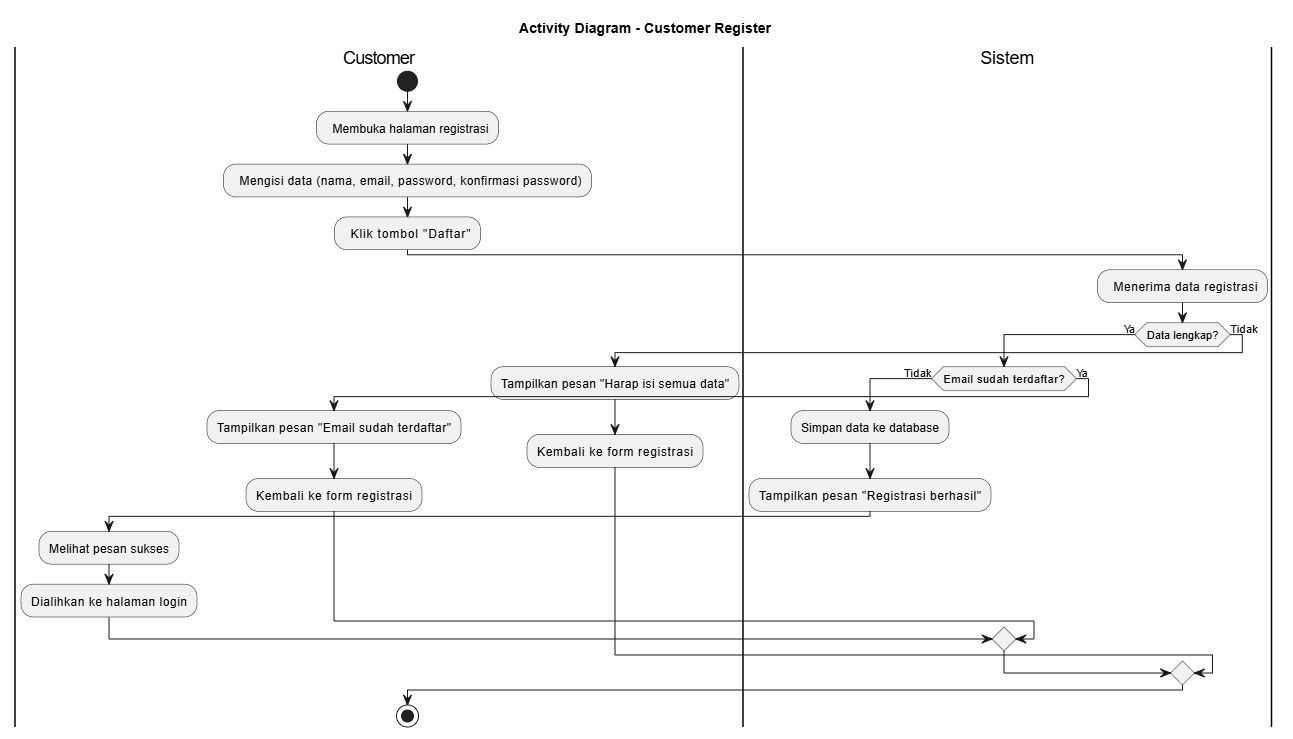 Activity Diagram - Customer Register
Customer
Sistem
Membuka halaman registrasi
Mengisi data (nama, email, password, konfirmasi password)
Klik tombol "Daftar"
Menerima data registrasi
Ya
Data lengkap?
Tidak
Tampilkan pesan "Harap isi semua data"
Tidak
Email sudah terdaftar?
Ya
Tampilkan pesan "Email sudah terdaftar"
Simpan data ke database
Kembali ke form registrasi
Kembali ke form registrasi
Tampilkan pesan "Registrasi berhasil"
Melihat pesan sukses
Dialihkan ke halaman login